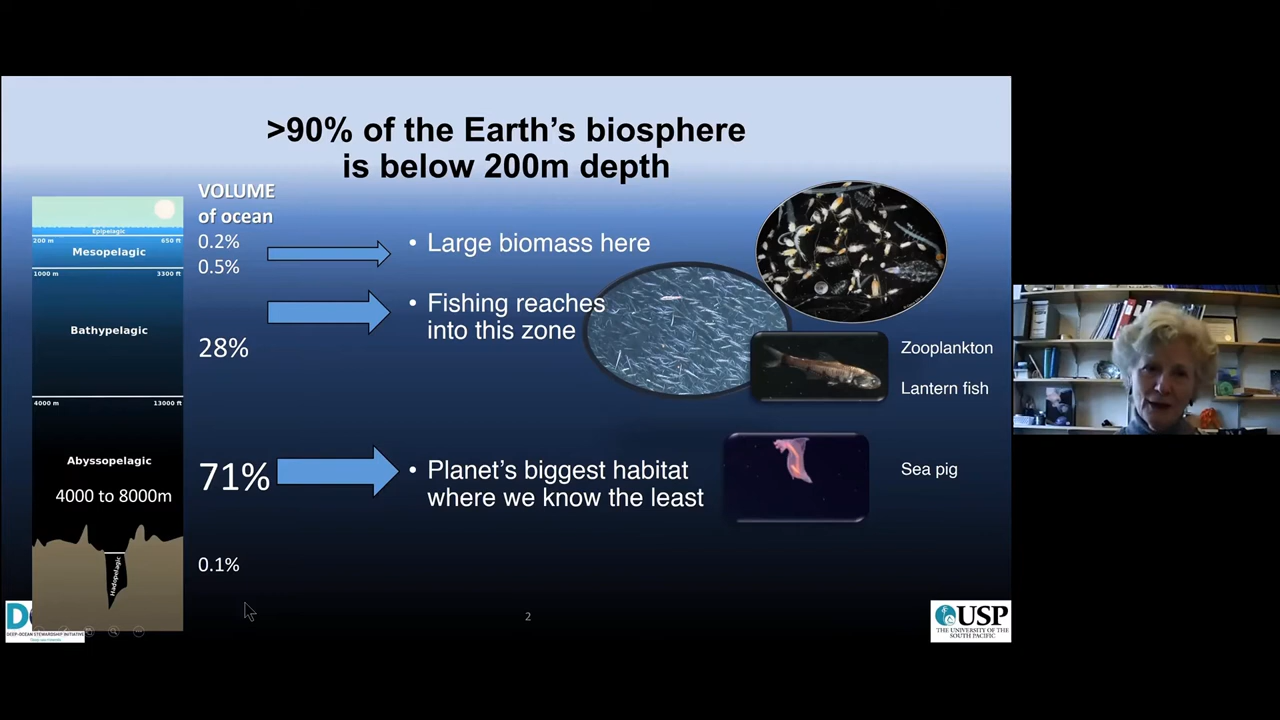 >90% of the Earth's biosphere
is below 200m depth
VOLUME
of ocean
0.2%
0.5%
28%
71%
0.1%
Epipelagic
200 m 650 ft
Mesopelagic
1000 m 3300 ft
Bathypelagic
4000 m 13000 ft
Abyssopelagic
4000 to 8000m
Hadopelagic
• Large biomass here
• Fishing reaches
into this zone
• Planet's biggest habitat
where we know the least
Zooplankton
Lantern fish
Sea pig
D
DEEP-OCEAN STEWARDSHIP INITIATIVE
2
USP
THE UNIVERSITY OF THE
SOUTH PACIFIC